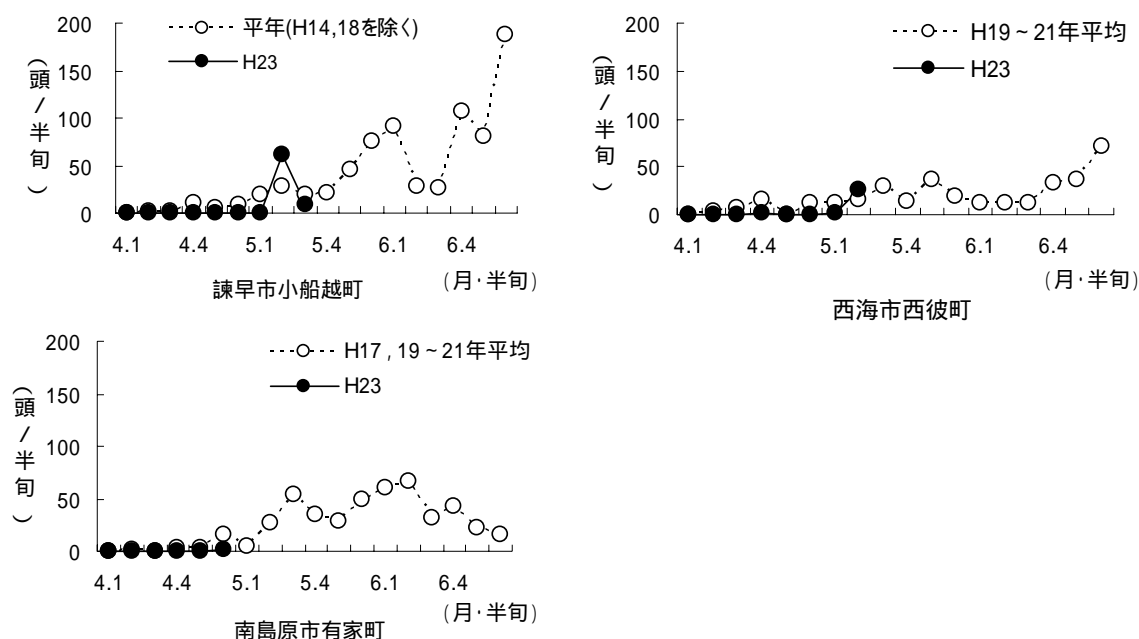 200
150
100
50
0
(頭/半旬)
平年(H14,18を除く)
H23
4.1 4.4 5.1 5.4 6.1 6.4
(月・半旬)
諫早市小船越町
200
150
100
50
0
(頭/半旬)
H19~21年平均
H23
4.1 4.4 5.1 5.4 6.1 6.4
(月・半旬)
西海市西彼町
200
150
100
50
0
(頭/半旬)
H17,19~21年平均
H23
4.1 4.4 5.1 5.4 6.1 6.4
(月・半旬)
南島原市有家町